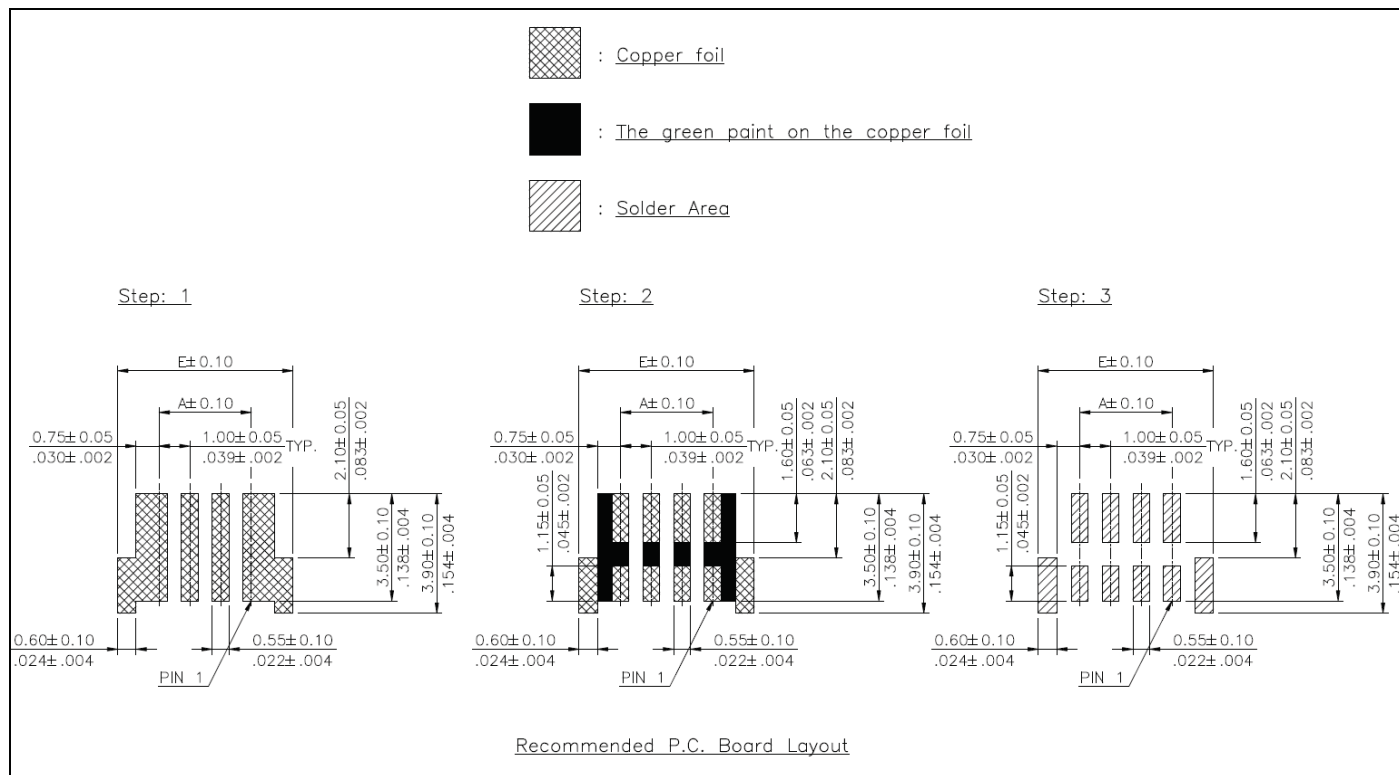 : Copper foil
: The green paint on the copper foil
: Solder Area
Step: 1
E±0.10
A±0.10
0.75±0.05
.030±.002
1.00±0.05
.039±.002
TYP.
2.10±0.05
.083±.002
3.50±0.10
.138±.004
3.90±0.10
.154±.004
0.60±0.10
.024±.004
0.55±0.10
.022±.004
PIN 1
Step: 2
E±0.10
A±0.10
0.75±0.05
.030±.002
1.00±0.05
.039±.002
TYP.
1.60±0.05
.063±.002
2.10±0.05
.083±.002
1.15±0.05
.045±.002
3.50±0.10
.138±.004
3.90±0.10
.154±.004
0.60±0.10
.024±.004
0.55±0.10
.022±.004
PIN 1
Step: 3
E±0.10
A±0.10
0.75±0.05
.030±.002
1.00±0.05
.039±.002
TYP.
1.60±0.05
.063±.002
2.10±0.05
.083±.002
1.15±0.05
.045±.002
3.50±0.10
.138±.004
3.90±0.10
.154±.004
0.60±0.10
.024±.004
0.55±0.10
.022±.004
PIN 1
Recommended P.C. Board Layout